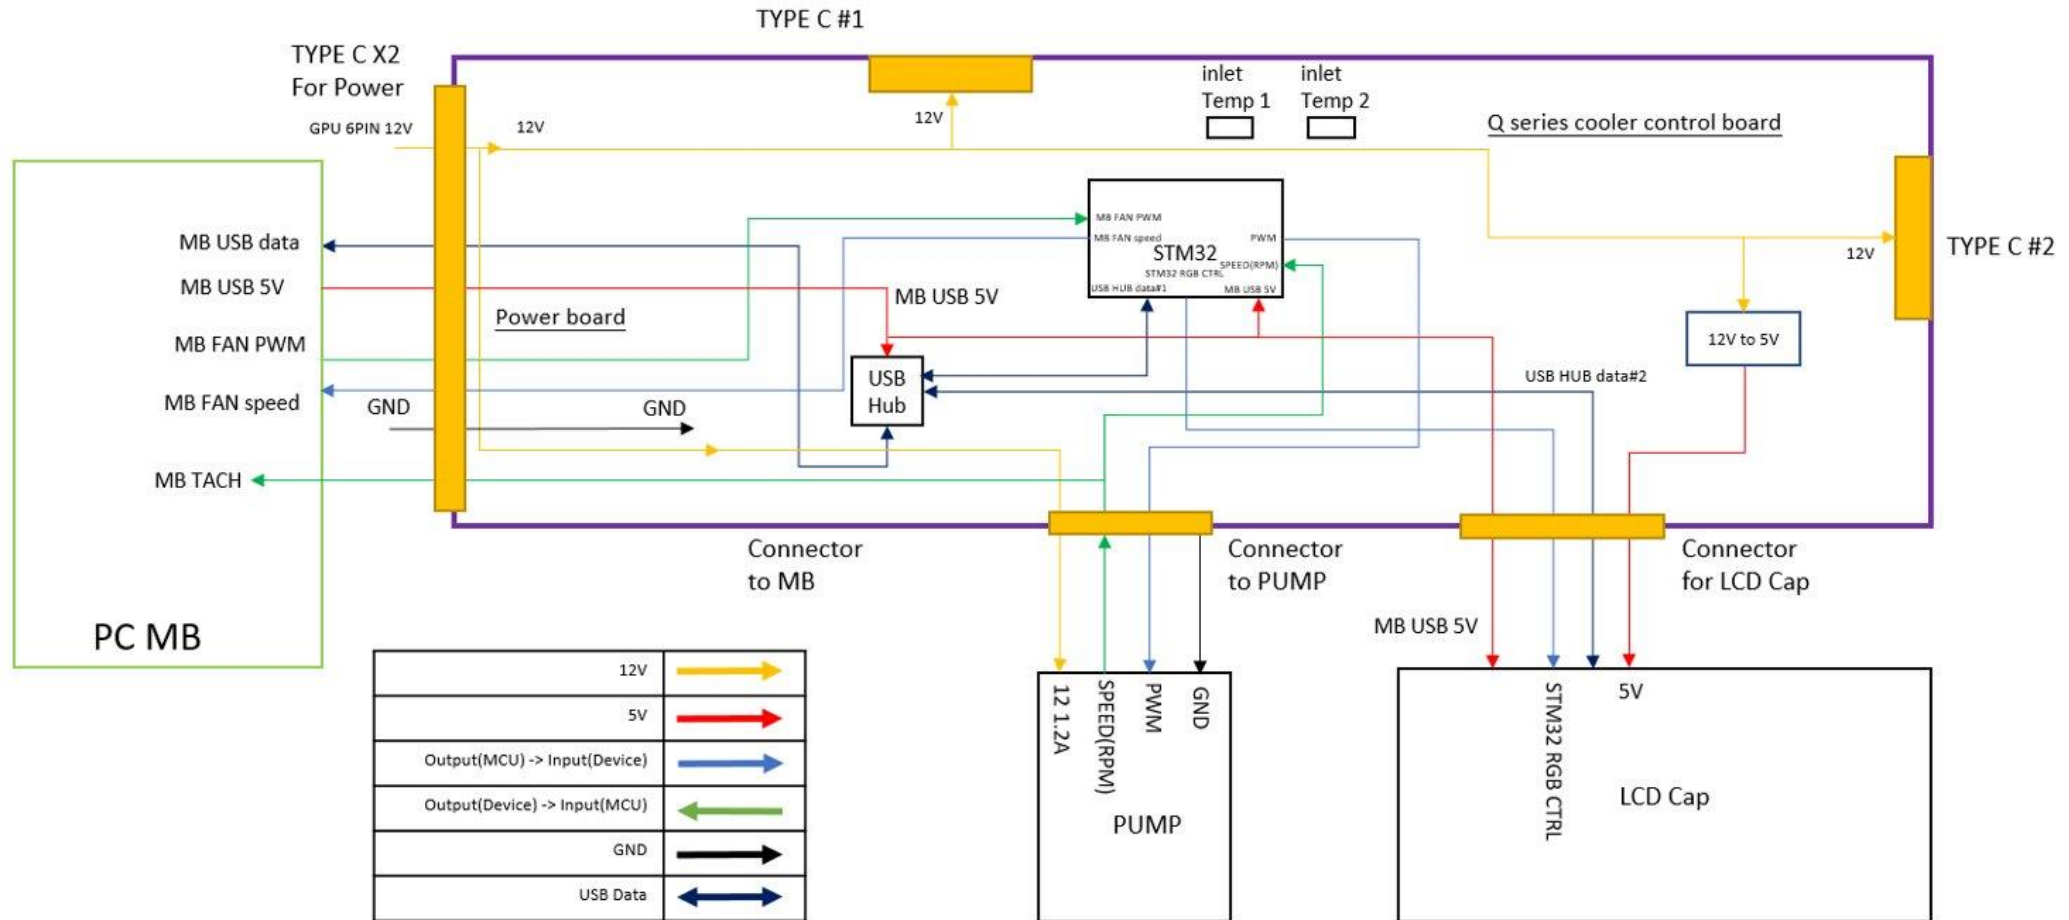 TYPE C #1
TYPE C X2
For Power
inlet
Temp 1
inlet
Temp 2
GPU 6PIN 12V
12V
12V
Q series cooler control board
MB USB data
MB USB 5V
MB FAN PWM
MB FAN speed
MB TACH
PC MB
GND
GND
Power board
MB USB 5V
MB FAN PWM
MB FAN speed
PWM
STM32
SPEED(RPM)
STM32 RGB CTRL
USB HUB data#1
MB USB 5V
12V
TYPE C #2
12V to 5V
USB
Hub
USB HUB data#2
Connector
to MB
Connector
to PUMP
Connector
for LCD Cap
MB USB 5V
12V
5V
Output(MCU) -> Input(Device)
Output(Device) -> Input(MCU)
GND
USB Data
12 1.2A
SPEED(RPM)
PWM
GND
PUMP
STM32 RGB CTRL
5V
LCD Cap